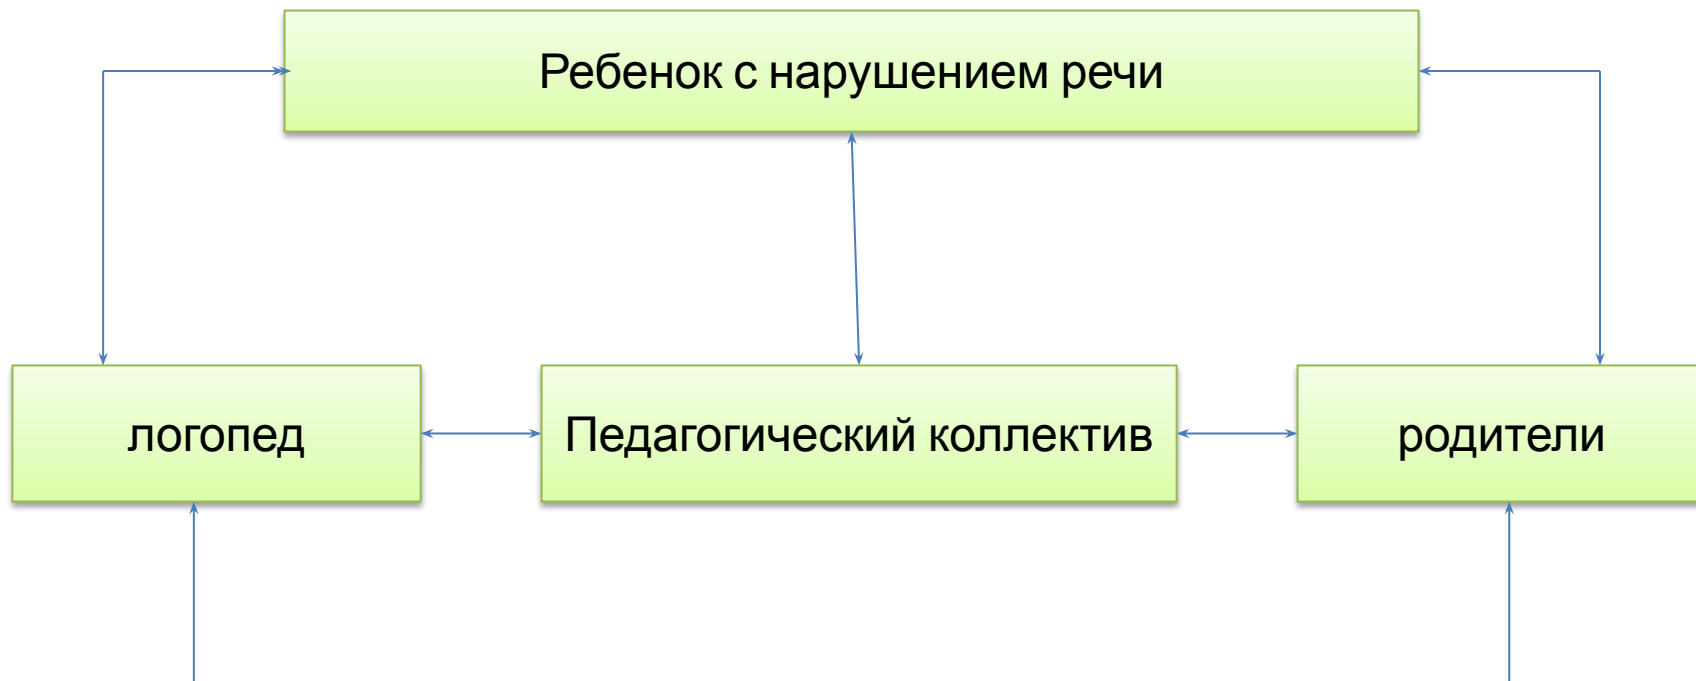 Ребенок с нарушением речи
логопед
Педагогический коллектив
родители